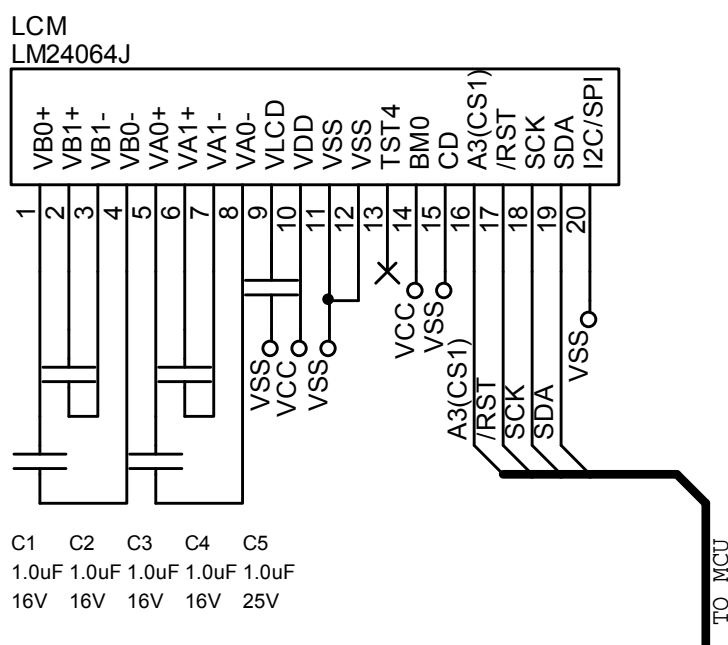 LCM
LM24064J
VB0+
VB1+
VB1-
VB0-
VA0+
VA1+
VA1-
VA0-
VLCD
VDD
VSS
VSS
TST4
BM0
CD
A3(CS1)
/RST
SCK
SDA
I2C/SPI
1
2
3
4
5
6
7
8
9
10
11
12
13
14
15
16
17
18
19
20
VSS
VCC
VSS
VCC
VSS
VSS
A3(CS1)
/RST
SCK
SDA
C1 C2 C3 C4 C5
1.0uF 1.0uF 1.0uF 1.0uF 1.0uF
16V 16V 16V 16V 25V
TO MCU